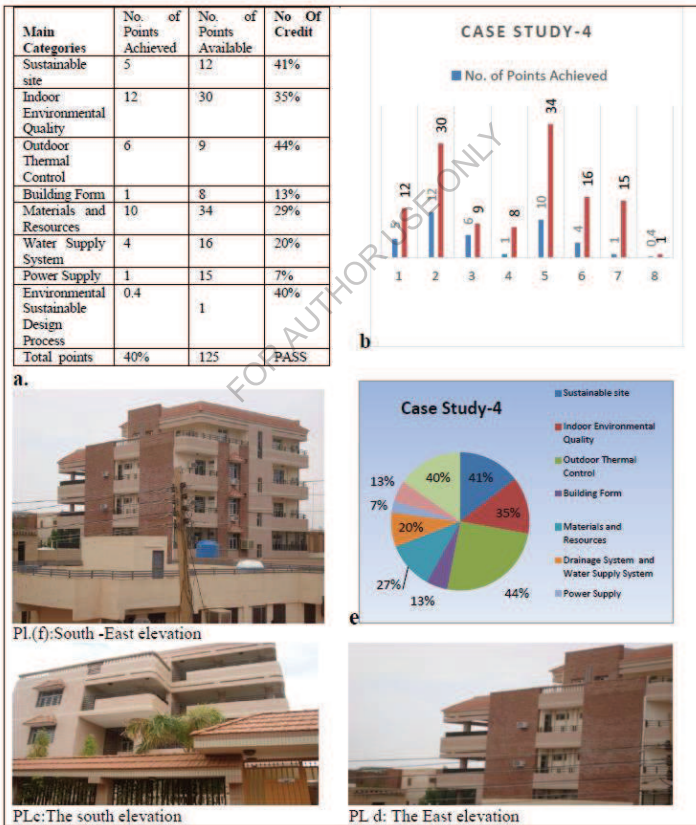 Main Categories No. of Points Achieved No. of Points Available No Of Credit
Sustainable site 5 12 41%
Indoor Environmental Quality 12 30 35%
Outdoor Thermal Control 6 9 44%
Building Form 1 8 13%
Materials and Resources 10 34 29%
Water Supply System 4 16 20%
Power Supply 1 15 7%
Environmental Sustainable Design Process 0.4 1 40%
Total points 40% 125 PASS
a.
CASE STUDY-4
No. of Points Achieved
5 12 12 30 6 9 1 8 10 34 4 16 1 15 0.4 1
1 2 3 4 5 6 7 8
b
FOR AUTHOR USE ONLY
Pl.(f):South -East elevation
Case Study-4
41%
35%
44%
13%
27%
20%
7%
13%
40%
Sustainable site
Indoor Environmental
Quality
Outdoor Thermal
Control
Building Form
Materials and
Resources
Drainage System and
Water Supply System
Power Supply
e
PLc:The south elevation
PL d: The East elevation